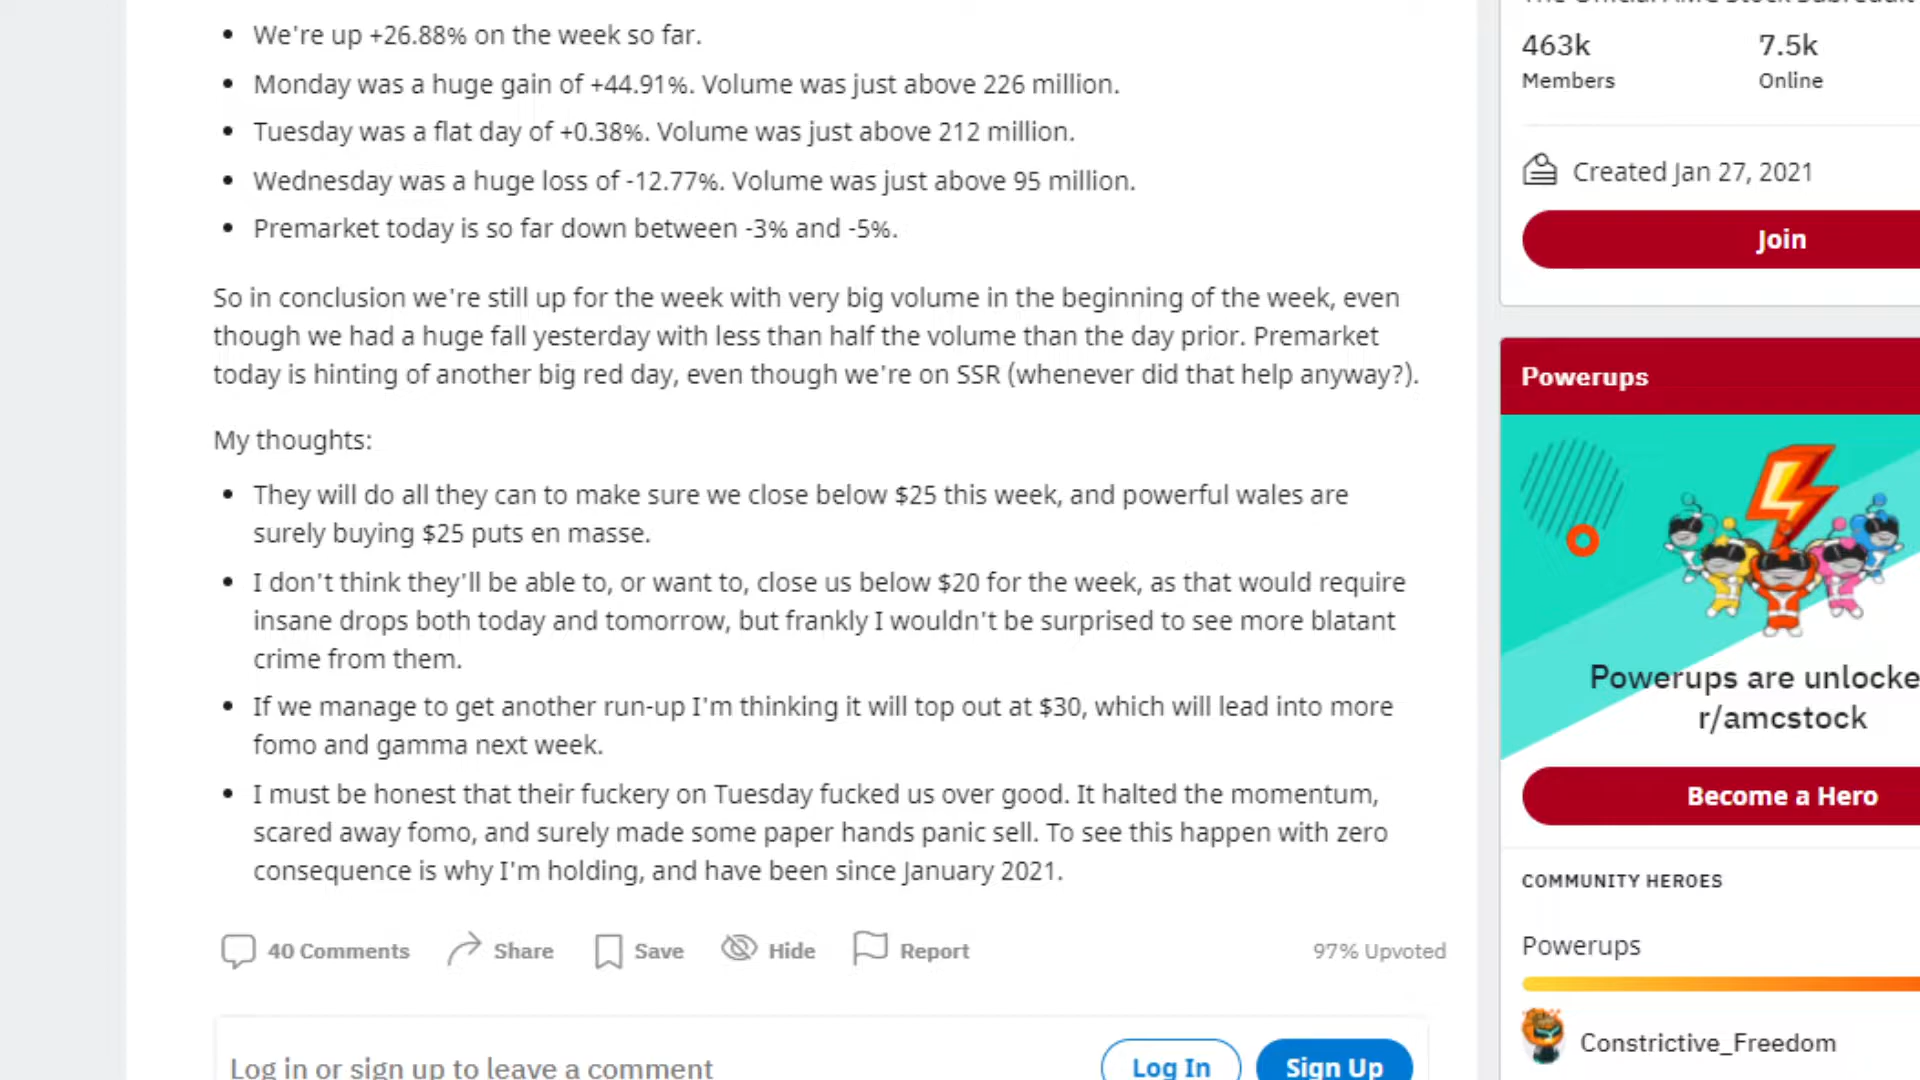 We're up +26.88% on the week so far.
Monday was a huge gain of +44.91%. Volume was just above 226 million.
Tuesday was a flat day of +0.38%. Volume was just above 212 million.
Wednesday was a huge loss of -12.77%. Volume was just above 95 million.
Premarket today is so far down between -3% and -5%.
So in conclusion we're still up for the week with very big volume in the beginning of the week, even
though we had a huge fall yesterday with less than half the volume than the day prior. Premarket
today is hinting of another big red day, even though we're on SSR (whenever did that help anyway?).
My thoughts:
They will do all they can to make sure we close below $25 this week, and powerful wales are
surely buying $25 puts en masse.
I don't think they'll be able to, or want to, close us below $20 for the week, as that would require
insane drops both today and tomorrow, but frankly I wouldn't be surprised to see more blatant
crime from them.
If we manage to get another run-up I'm thinking it will top out at $30, which will lead into more
fomo and gamma next week.
I must be honest that their fuckery on Tuesday fucked us over good. It halted the momentum,
scared away fomo, and surely made some paper hands panic sell. To see this happen with zero
consequence is why I'm holding, and have been since January 2021.
40 Comments Share Save Hide Report 97% Upvoted
Log in or sign up to leave a comment Log In Sign Up
463k 7.5k
Members Online
Created Jan 27, 2021
Join
Powerups
Powerups are unlocke
r/amcstock
Become a Hero
COMMUNITY HEROES
Powerups
Constrictive_Freedom